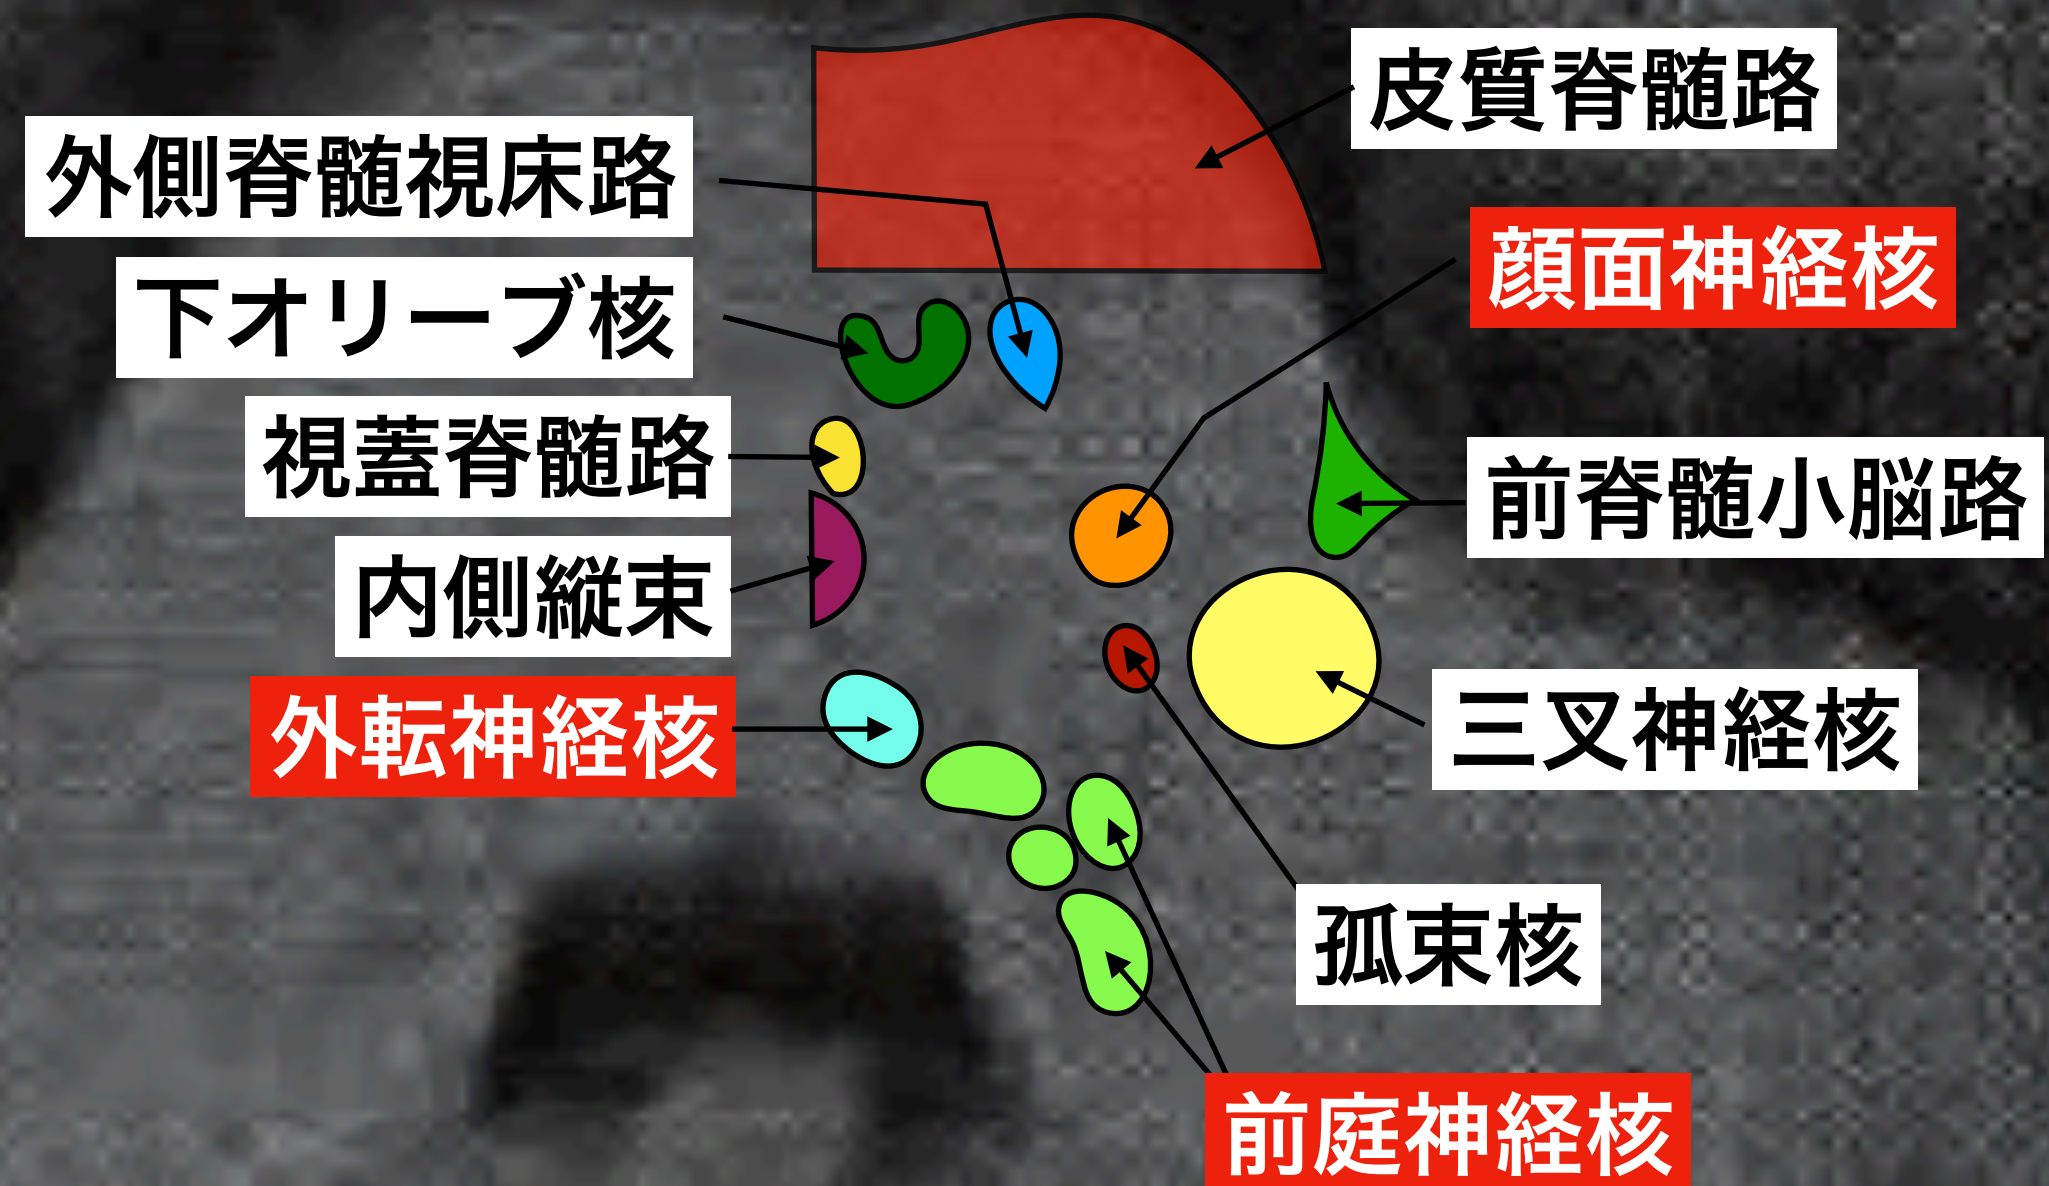 皮質脊髄路
外側脊髄視床路
顔面神経核
下オリーブ核
視蓋脊髄路
前脊髄小脳路
内側縦束
外転神経核
三叉神経核
孤束核
前庭神経核